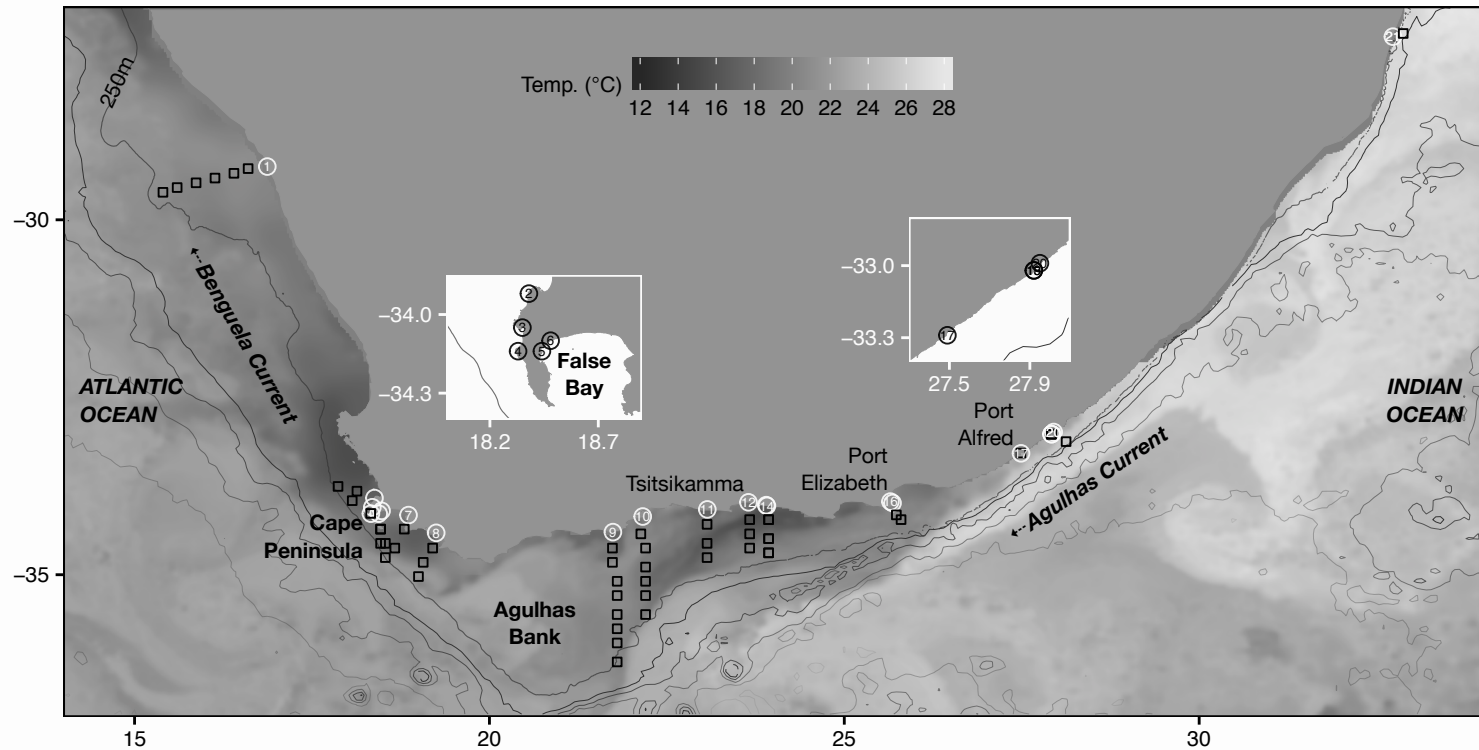 250m
Temp. (°C)
12 14 16 18 20 22 24 26 28
1
−30
Benguela Current
ATLANTIC
OCEAN
−34.0
−34.3
18.2 18.7
2
3
4
5
6
False
Bay
−33.0
−33.3
27.5 27.9
17
INDIAN
OCEAN
Port
Alfred
17
Agulhas Current
Port
Elizabeth
16
Tsitsikamma
9
10
11
12
14
7
8
Cape
Peninsula
−35
Agulhas
Bank
15 20 25 30